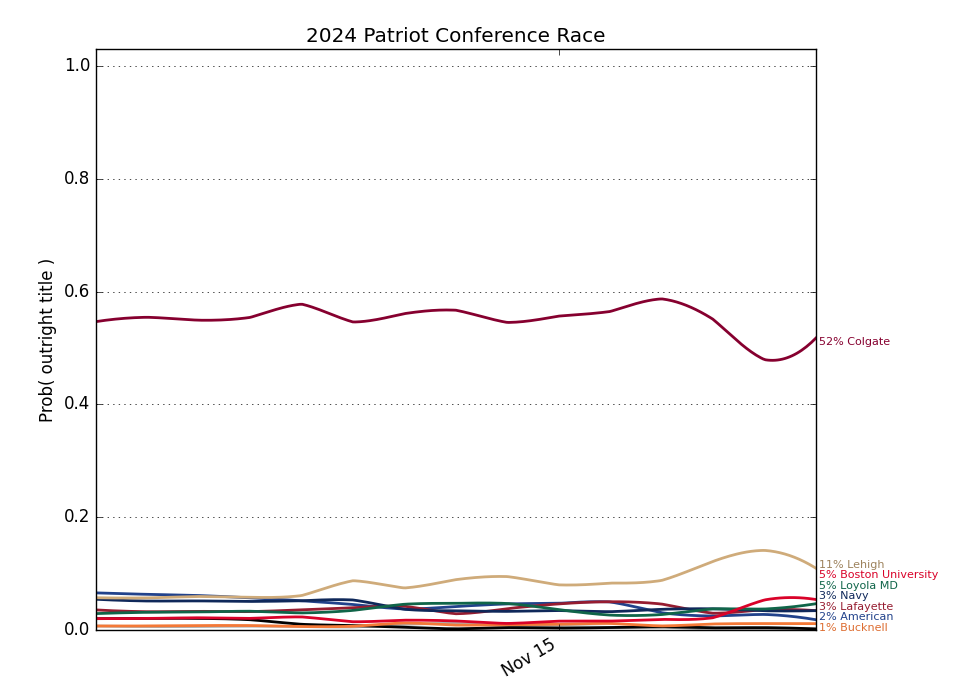 2024 Patriot Conference Race
1.0
0.8
0.6
0.4
0.2
0.0
Prob( outright title )
Nov 15
52% Colgate
11% Lehigh
5% Boston University
5% Loyola MD
3% Navy
3% Lafayette
2% American
1% Bucknell